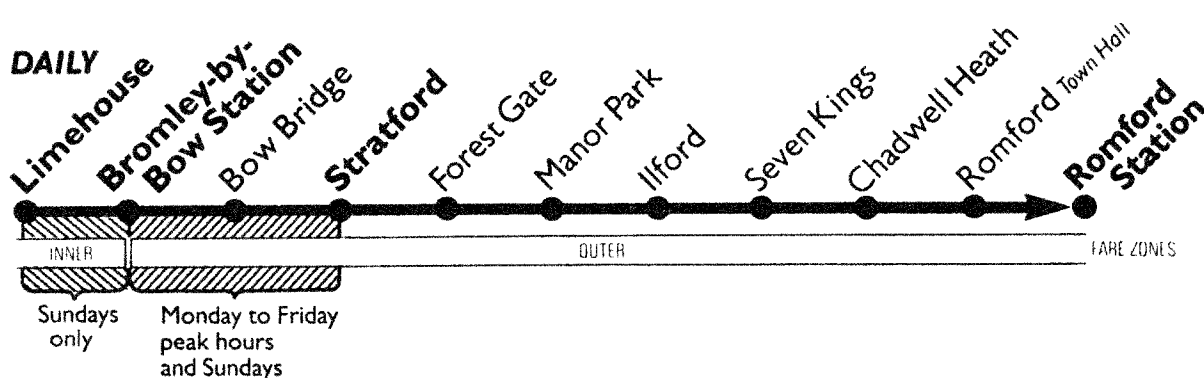 DAILY
Limehouse
Bromley-by-
Bow Station
Bow Bridge
Stratford
Forest Gate
Manor Park
Ilford
Seven Kings
Chadwell Heath
Romford Town Hall
Romford
Station
INNER
OUTER
FARE ZONES
Sundays
only
Monday to Friday
peak hours
and Sundays